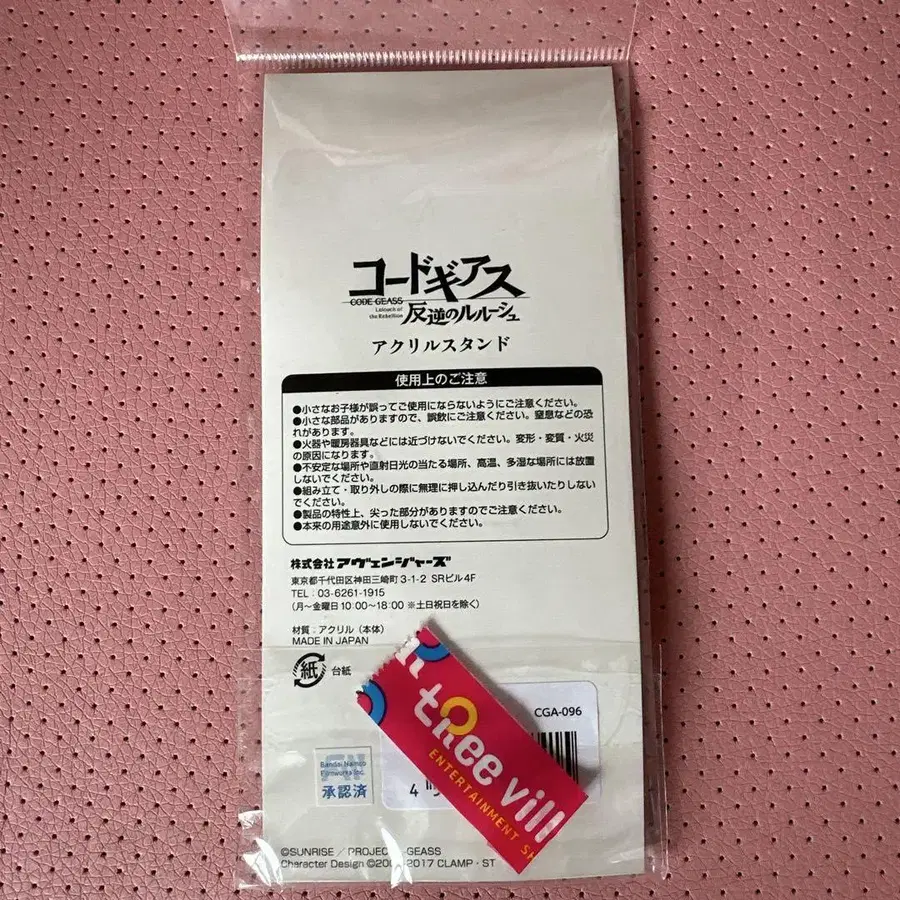 コードギアス
CODE GEASS
Lelouch of
the Rebellion
反逆のルルーシュ
アクリルスタンド
使用上のご注意
●小さなお子様が誤ってご使用にならないようにご注意ください。
●小さな部品がありますので、誤飲にご注意ください。窒息などの恐
れがあります。
●火器や暖房器具などには近づけないでください。変形・変質・火災
の原因になります。
●不安定な場所や直射日光の当たる場所、高温、多湿な場所には放置
しないでください。
●組み立て・取り外しの際に無理に押し込んだり引き抜いたりしない
でください。
●製品の特性上、尖った部分がありますのでご注意ください。
●本来の用途意外に使用しないでください。
株式会社アヴェンジャーズ
東京都千代田区神田三崎町3-1-2 SRビル4F
TEL：03-6261-1915
（月～金曜日10:00～18:00 ※土日祝日を除く）
材質：アクリル（本体）
MADE IN JAPAN
紙 台紙
CGA-096
tRee vill
ENTERTAINMENT SH
4
Bandai Namco
Filmworks Inc.
承認済
©SUNRISE／PROJEC GEASS
Character Design ©200 2017 CLAMP・ST